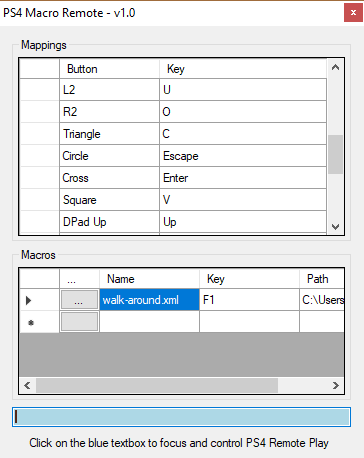 PS4 Macro Remote - v1.0
Mappings
Button Key
L2 U
R2 O
Triangle C
Circle Escape
Cross Enter
Square V
DPad Up Up
Macros
... Name Key Path
... walk-around.xml F1 C:\Users
Click on the blue textbox to focus and control PS4 Remote Play